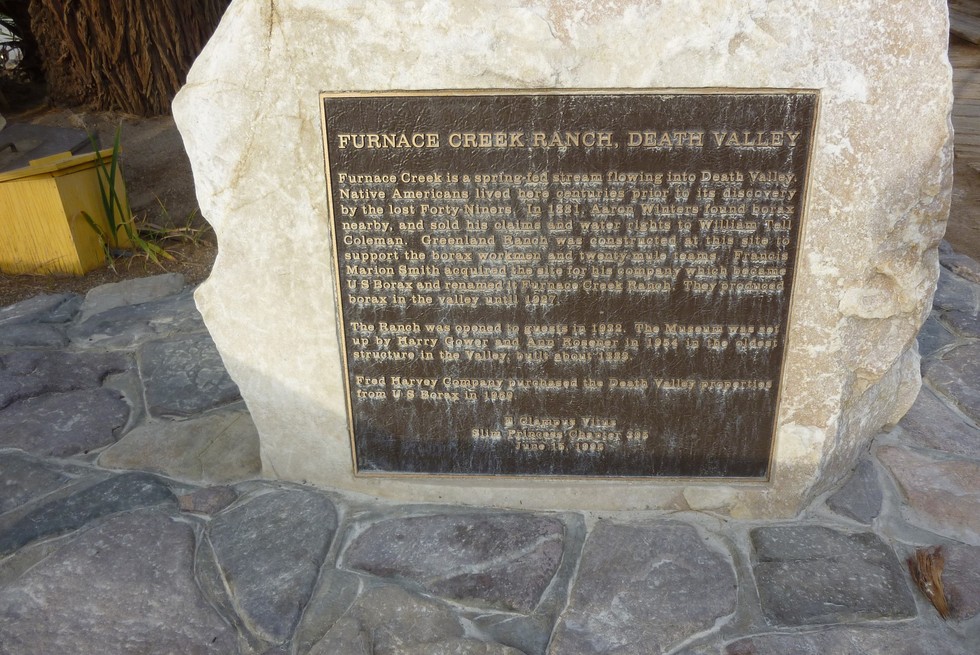 FURNACE CREEK RANCH, DEATH VALLEY
Furnace Creek is a spring-fed stream flowing into Death Valley.
Native Americans lived here centuries prior to its discovery
by the lost Forty-Niners. In 1881, Aaron Winters found borax
nearby, and sold his claims and water rights to William Tell
Coleman. Greenland Ranch was constructed at this site to
support the borax workmen and twenty mule teams. Francis
Marion Smith acquired the site for his company which became
U S Borax and renamed it Furnace Creek Ranch. They produced
borax in the valley until
The Ranch was opened to guests in The Museum was set
up by Harry Gower and Ann Rosener in in the oldest
structure in the Valley, built about
Fred Harvey Company purchased the Death Valley properties
from U S Borax in
E Clampus Vitus
Slim Princess Chapter 395
June 15,